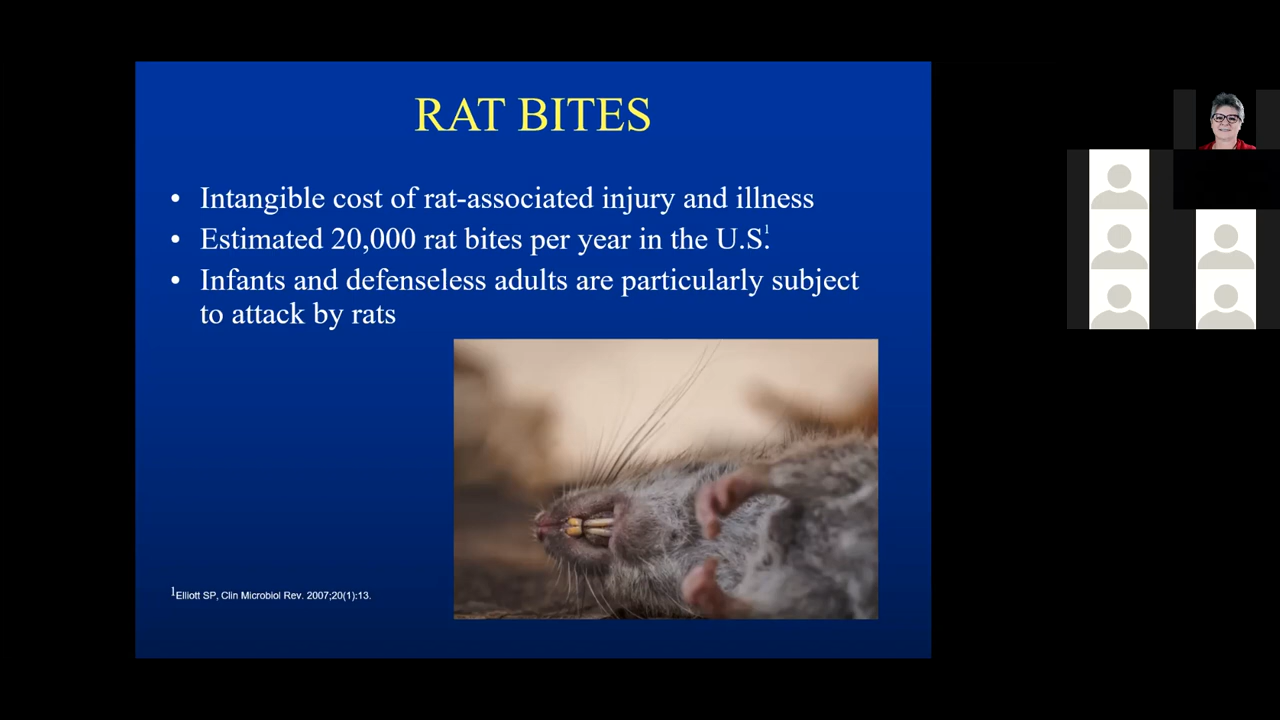 RAT BITES
• Intangible cost of rat-associated injury and illness
• Estimated 20,000 rat bites per year in the U.S.¹
• Infants and defenseless adults are particularly subject
to attack by rats
¹Elliott SP, Clin Microbiol Rev. 2007;20(1):13.